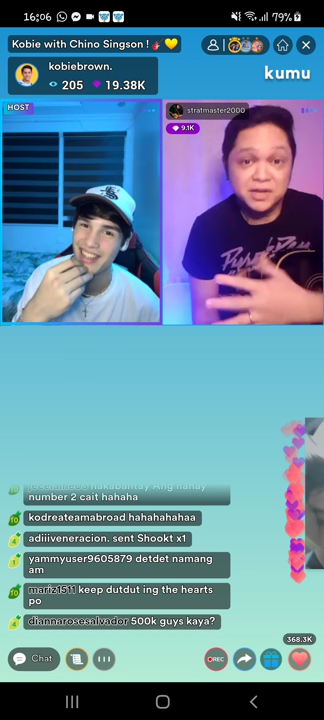 16:06
79%
Kobie with Chino Singson !
kobiebrown.
205 19.38K
kumu
HOST
stratmaster2000
9.1K
number 2 cait hahaha
kodreateamabroad hahahahahaa
adiiiveneracion. sent Shookt x1
yammyuser9605879 detdet namang
am
mariz1511 keep dutdut ing the hearts
po
diannarosesalvador 500k guys kaya?
368.3K
Chat
REC